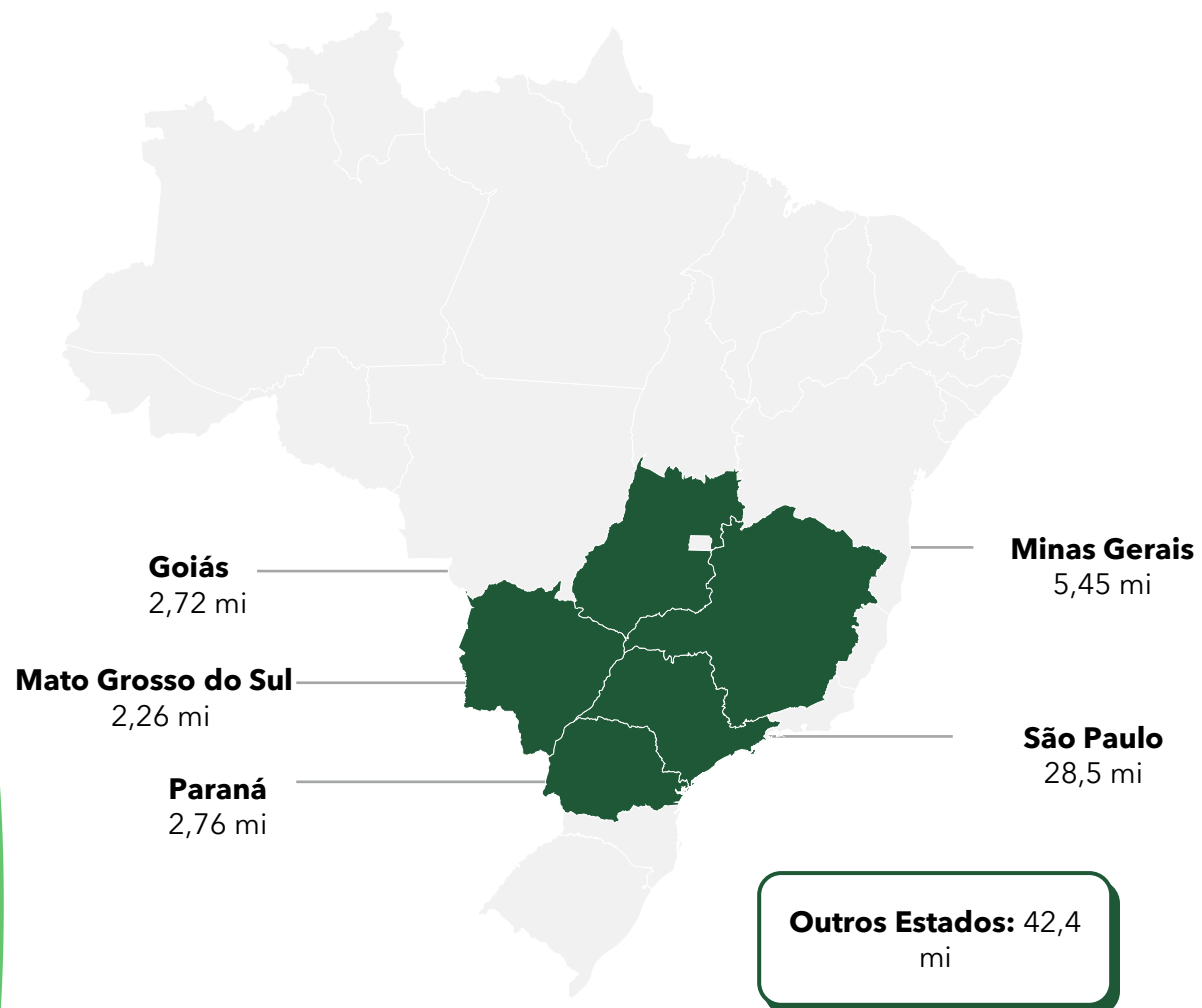 Goiás
2,72 mi
Mato Grosso do Sul
2,26 mi
Paraná
2,76 mi
Minas Gerais
5,45 mi
São Paulo
28,5 mi
Outros Estados: 42,4
mi